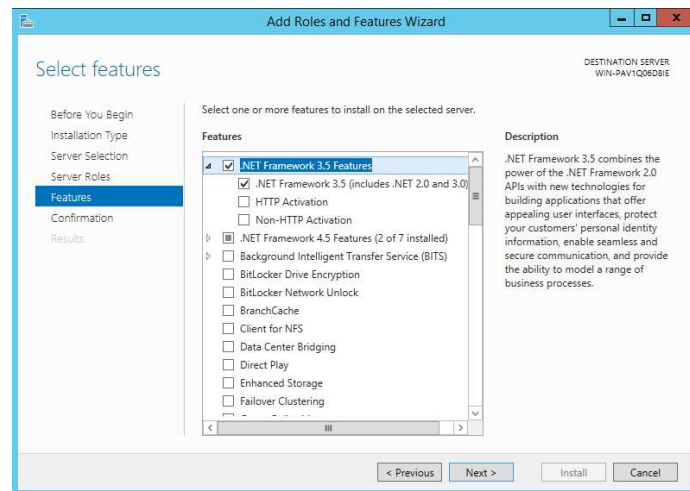 Add Roles and Features Wizard
Select features
DESTINATION SERVER
WIN-PAV1Q06D8IE
Before You Begin
Installation Type
Server Selection
Server Roles
Features
Confirmation
Results
Select one or more features to install on the selected server.
Features
.NET Framework 3.5 Features
.NET Framework 3.5 (includes .NET 2.0 and 3.0)
HTTP Activation
Non-HTTP Activation
.NET Framework 4.5 Features (2 of 7 installed)
Background Intelligent Transfer Service (BITS)
BitLocker Drive Encryption
BitLocker Network Unlock
BranchCache
Client for NFS
Data Center Bridging
Direct Play
Enhanced Storage
Failover Clustering
Description
.NET Framework 3.5 combines the
power of the .NET Framework 2.0
APIs with new technologies for
building applications that offer
appealing user interfaces, protect
your customers' personal identity
information, enable seamless and
secure communication, and provide
the ability to model a range of
business processes.
< Previous
Next >
Install
Cancel